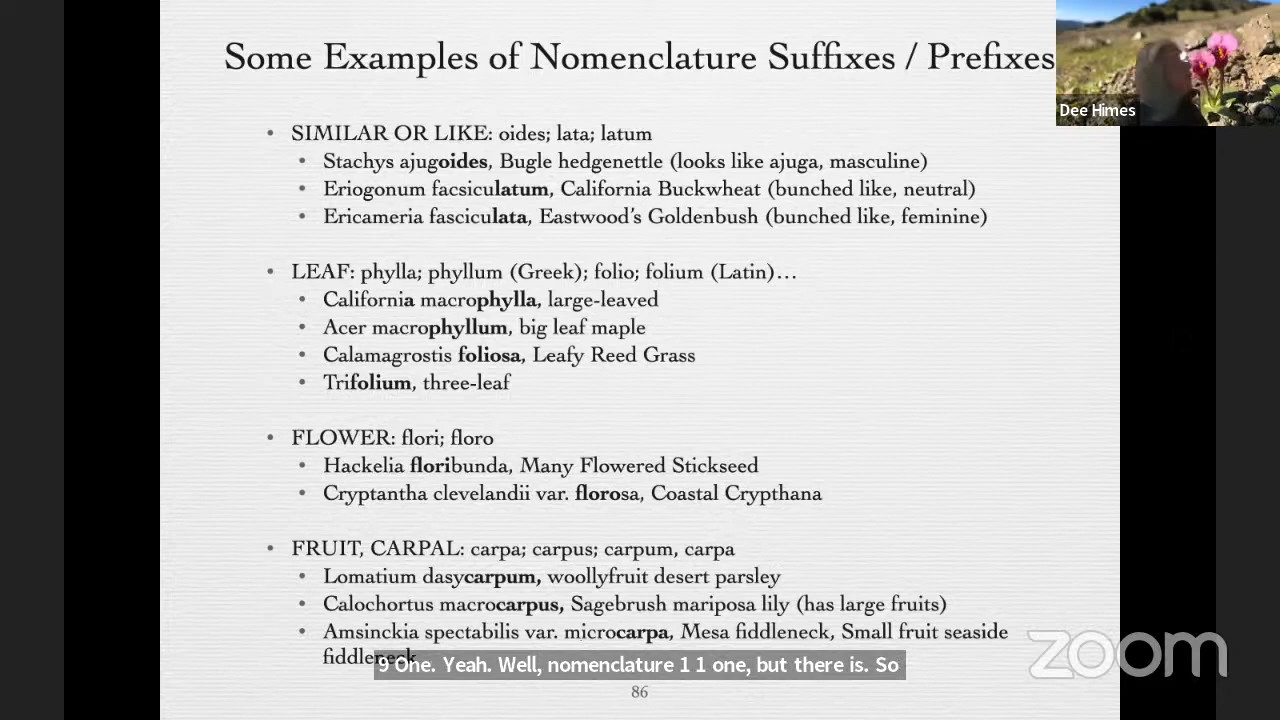 Some Examples of Nomenclature Suffixes / Prefixes
Dee Himes
• SIMILAR OR LIKE: oides; lata; latum
• Stachys ajugoides, Bugle hedgenettle (looks like ajuga, masculine)
• Eriogonum facsiculatum, California Buckwheat (bunched like, neutral)
• Ericameria fasciculata, Eastwood's Goldenbush (bunched like, feminine)
• LEAF: phylla; phyllum (Greek); folio; folium (Latin)…
• California macrophylla, large-leaved
• Acer macrophyllum, big leaf maple
• Calamagrostis foliosa, Leafy Reed Grass
• Trifolium, three-leaf
• FLOWER: flori; floro
• Hackelia floribunda, Many Flowered Stickseed
• Cryptantha clevelandii var. florosa, Coastal Crypthana
• FRUIT, CARPAL: carpa; carpus; carpum, carpa
• Lomatium dasycarpum, woollyfruit desert parsley
• Calochortus macrocarpus, Sagebrush mariposa lily (has large fruits)
• Amsinckia spectabilis var. microcarpa, Mesa fiddleneck, Small fruit seaside
fiddleneck
9 One. Yeah. Well, nomenclature 1 1 one, but there is. So
zoom
86